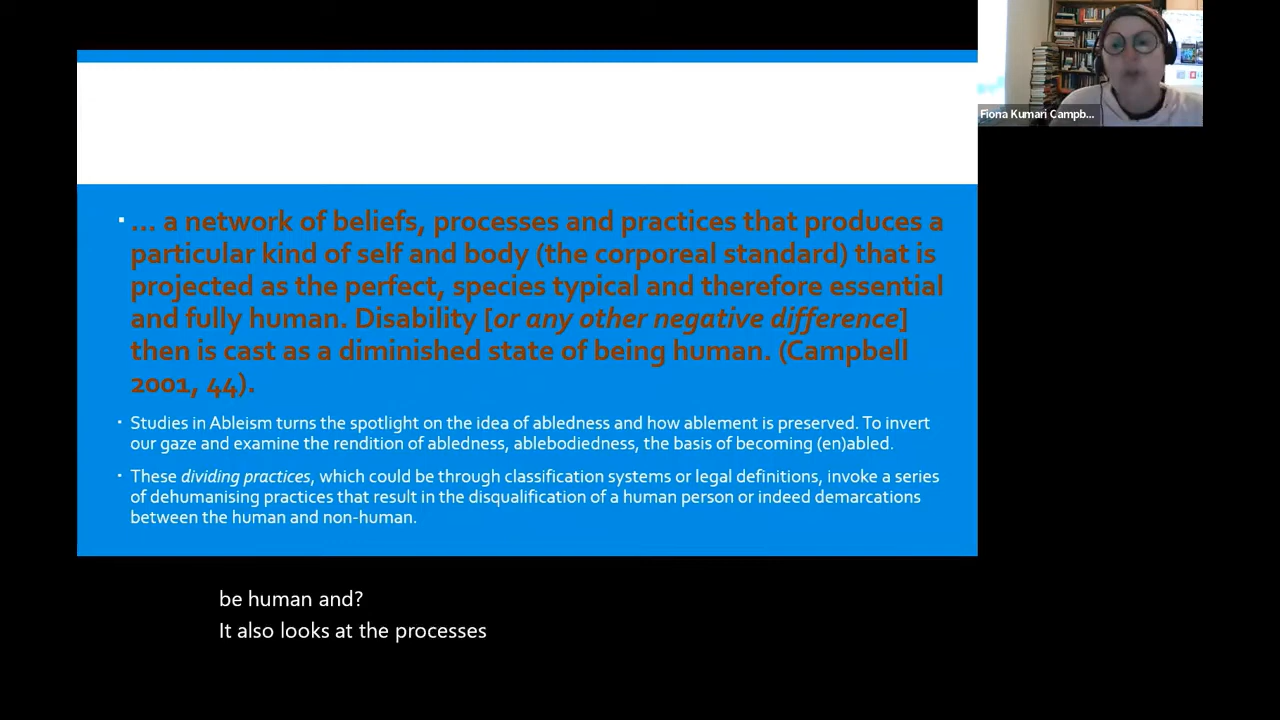 Fiona Kumari Campb...
▪ ... a network of beliefs, processes and practices that produces a
particular kind of self and body (the corporeal standard) that is
projected as the perfect, species typical and therefore essential
and fully human. Disability [or any other negative difference]
then is cast as a diminished state of being human. (Campbell
2001, 44).
▪ Studies in Ableism turns the spotlight on the idea of abledness and how ablement is preserved. To invert
our gaze and examine the rendition of abledness, ablebodiedness, the basis of becoming (en)abled.
▪ These dividing practices, which could be through classification systems or legal definitions, invoke a series
of dehumanising practices that result in the disqualification of a human person or indeed demarcations
between the human and non-human.
be human and?
It also looks at the processes